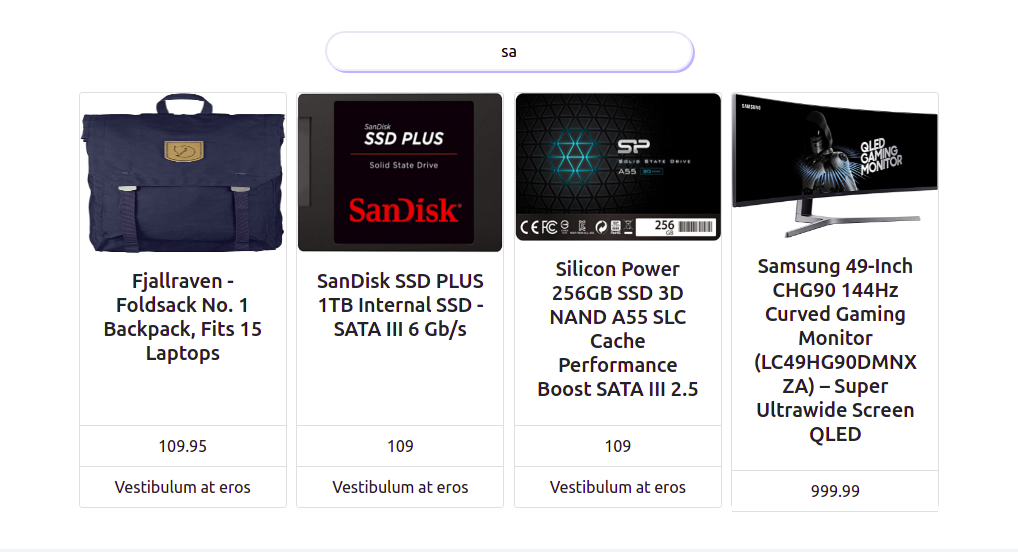 sa
Fjallraven -
Foldsack No. 1
Backpack, Fits 15
Laptops
109.95
Vestibulum at eros
SanDisk
SSD PLUS
Solid State Drive
SanDisk
SanDisk SSD PLUS
1TB Internal SSD -
SATA III 6 Gb/s
109
Vestibulum at eros
SP
SOLID STATE DRIVE
A55
256
GB
Silicon Power
256GB SSD 3D
NAND A55 SLC
Cache
Performance
Boost SATA III 2.5
109
Vestibulum at eros
SAMSUNG
QLED
GAMING
MONITOR
Samsung 49-Inch
CHG90 144Hz
Curved Gaming
Monitor
(LC49HG90DMNX
ZA) – Super
Ultrawide Screen
QLED
999.99